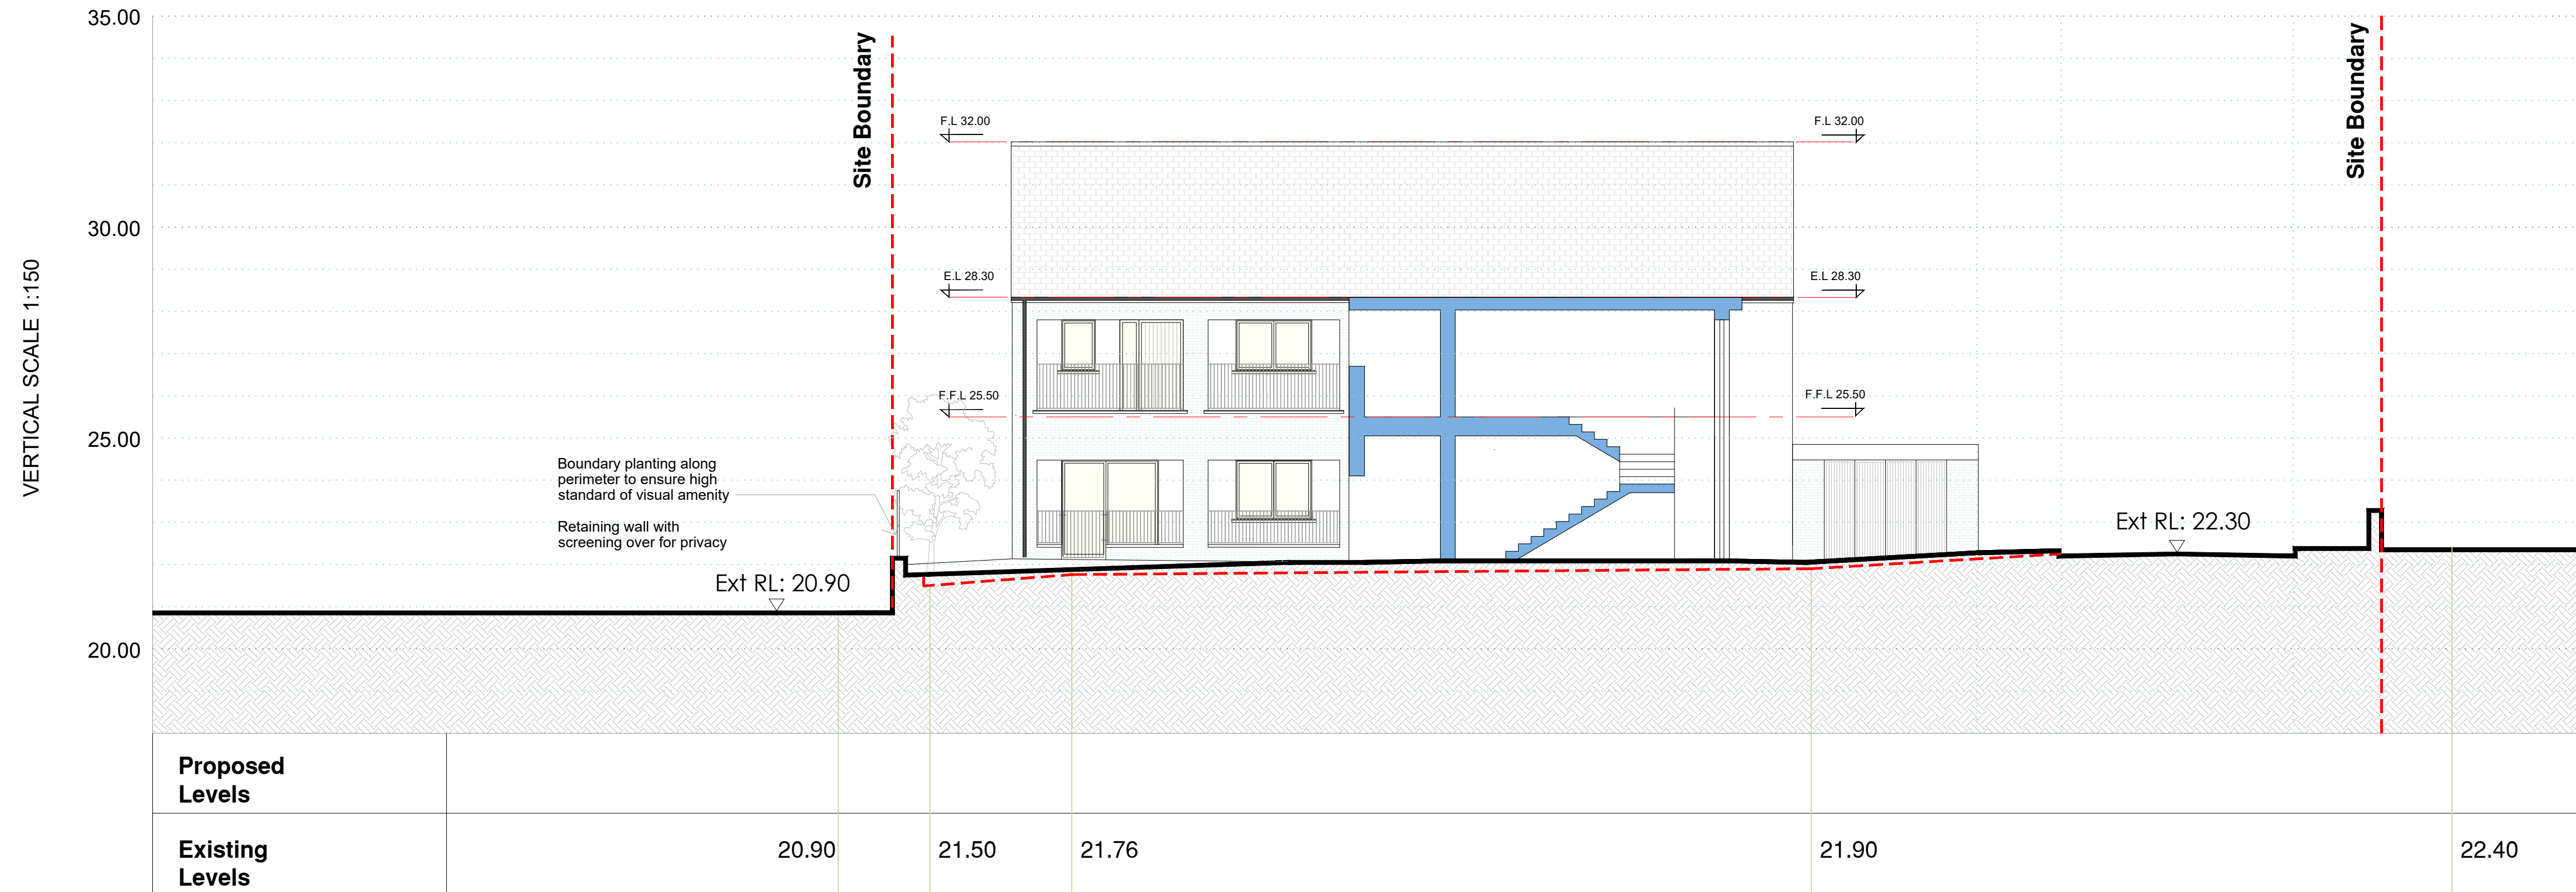 35.00
30.00
25.00
20.00
VERTICAL SCALE 1:150
Site Boundary
Site Boundary
F.L 32.00
F.L 32.00
E.L 28.30
E.L 28.30
F.F.L 25.50
F.F.L 25.50
Boundary planting along
perimeter to ensure high
standard of visual amenity
Retaining wall with
screening over for privacy
Ext RL: 20.90
Ext RL: 22.30
Proposed
Levels
Existing
Levels
20.90
21.50
21.76
21.90
22.40